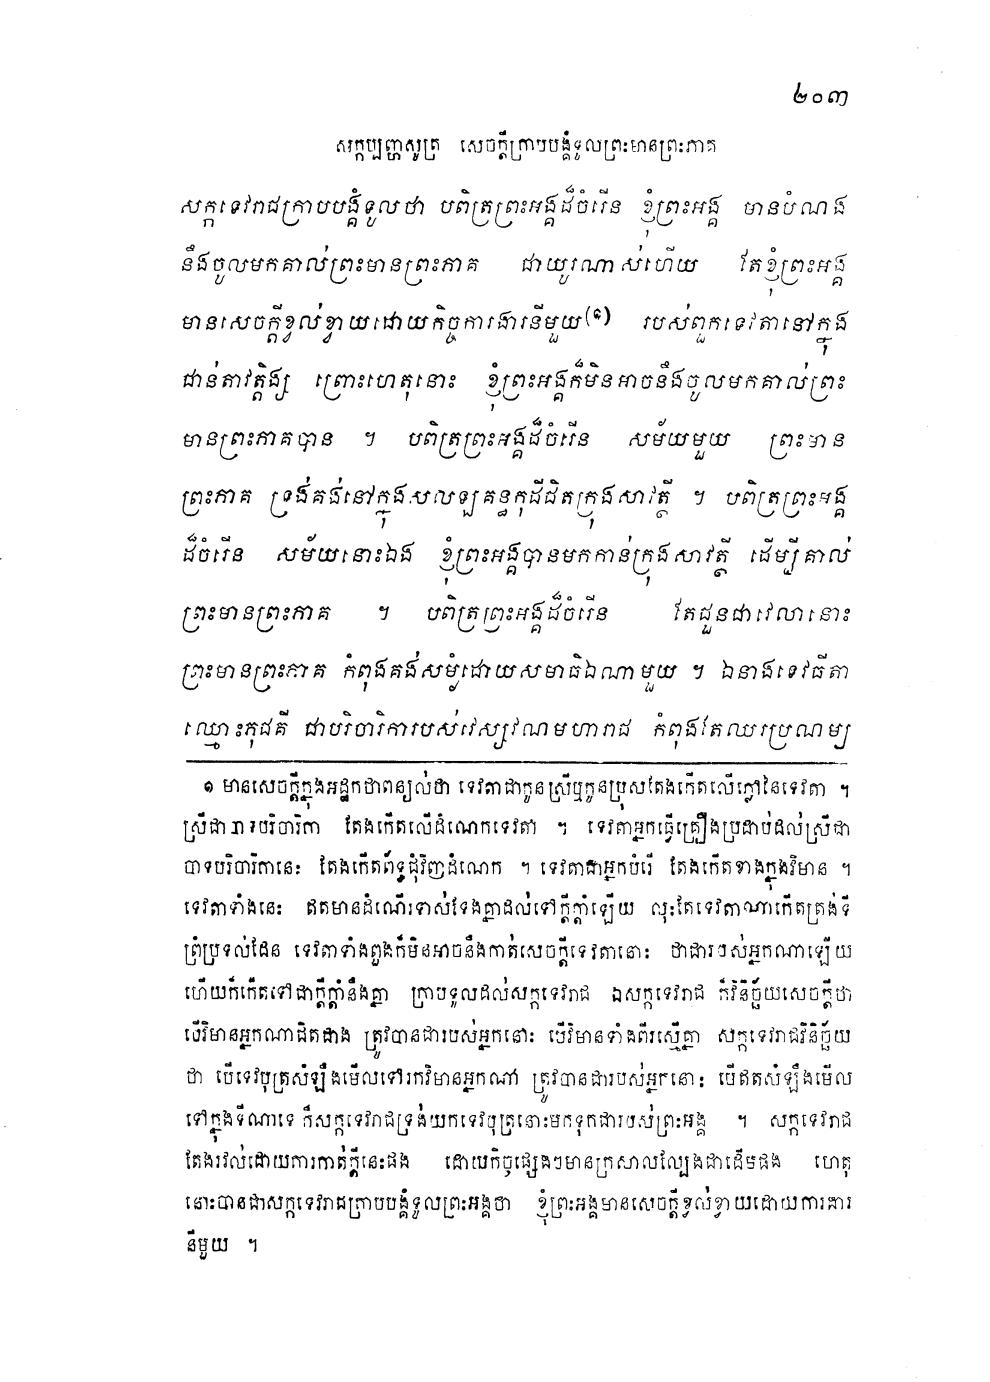 ២០៣
សក្កប្បញ្ហសូត្រ សេចក្តីក្រាបបង្គំទូលព្រះមានព្រះភាគ
សក្កទេវរាជក្រាបបង្គំទូលថា បពិត្រព្រះអង្គដ៏ចំរើន ខ្ញុំព្រះអង្គ មានបំណង
នឹងចូលមកគាល់ព្រះមានព្រះភាគ ជាយូរណាស់ហើយ តែខ្ញុំព្រះអង្គ
មានសេចក្តីខ្វល់ខ្វាយដោយកិច្ចការងារនីមួយ(១) របស់ពួកទេវតានៅក្នុង
ជាន់តាវត្តិង្ស ព្រោះហេតុនោះ ខ្ញុំព្រះអង្គក៏មិនអាចនឹងចូលមកគាល់ព្រះ
មានព្រះភាគបាន ។ បពិត្រព្រះអង្គដ៏ចំរើន សម័យមួយ ព្រះមាន
ព្រះភាគ ទ្រង់គង់នៅក្នុងសលឡគន្ធកុដីជិតក្រុងសាវត្ថី ។ បពិត្រព្រះអង្គ
ដ៏ចំរើន សម័យនោះឯង ខ្ញុំព្រះអង្គបានមកកាន់ក្រុងសាវត្ថី ដើម្បីគាល់
ព្រះមានព្រះភាគ ។ បពិត្រព្រះអង្គដ៏ចំរើន តែជួនជាវេលានោះ
ព្រះមានព្រះភាគ កំពុងគង់សម្ងំដោយសមាធិឯណាមួយ ។ ឯនាងទេវធីតា
ឈ្មោះភុជគី ជាបរិចារិការបស់វេស្សវណមហារាជ កំពុងតែឈរប្រណម្យ
១ មានសេចក្តីក្នុងអដ្ឋកថាពន្យល់ថា ទេវតាជាកូនស្រីឬកូនប្រុសតែងកើតលើភ្លៅនៃទេវតា ។
ស្រីជាបាទបរិចារិកា តែងកើតលើដំណេកទេវតា ។ ទេវតាអ្នកធ្វើគ្រឿងប្រដាប់ដល់ស្រីជា
បាទបរិចារិកានេះ តែងកើតព័ទ្ធជុំវិញដំណេក ។ ទេវតាជាអ្នកបំរើ តែងកើតខាងក្នុងវិមាន ។
ទេវតាទាំងនេះ ឥតមានដំណើរទាស់ទែងគ្នាដល់ទៅក្តីក្តាំឡើយ លុះតែទេវតាណាកើតត្រង់ទី
ព្រំប្រទល់ដែន ទេវតាទាំងពួងក៏មិនអាចនឹងកាត់សេចក្តីទេវតានោះ ថាជារបស់អ្នកណាឡើយ
ហើយក៏កើតទៅជាក្តីក្តាំនឹងគ្នា ក្រាបទូលដល់សក្កទេវរាជ ឯសក្កទេវរាជ ក៏វិនិច្ឆ័យសេចក្តីថា
បើវិមានអ្នកណាជិតជាង ត្រូវបានជារបស់អ្នកនោះ បើវិមានទាំងពីរស្មើគ្នា សក្កទេវរាជវិនិច្ឆ័យ
ថា បើទេវបុត្រសំឡឹងមើលទៅរកវិមានអ្នកណា ត្រូវបានជារបស់អ្នកនោះ បើឥតសំឡឹងមើល
ទៅក្នុងទីណាទេ ក៏សក្កទេវរាជទ្រង់យកទេវបុត្រនោះមកទុកជារបស់ព្រះអង្គ ។ សក្កទេវរាជ
តែងរវល់ដោយការកាត់ក្តីនេះផង ដោយកិច្ចផ្សេងៗមានក្រសាលល្បែងជាដើមផង ហេតុ
នោះបានជាសក្កទេវរាជក្រាបបង្គំទូលព្រះអង្គថា ខ្ញុំព្រះអង្គមានសេចក្តីខ្វល់ខ្វាយដោយការងារ
នីមួយ ។